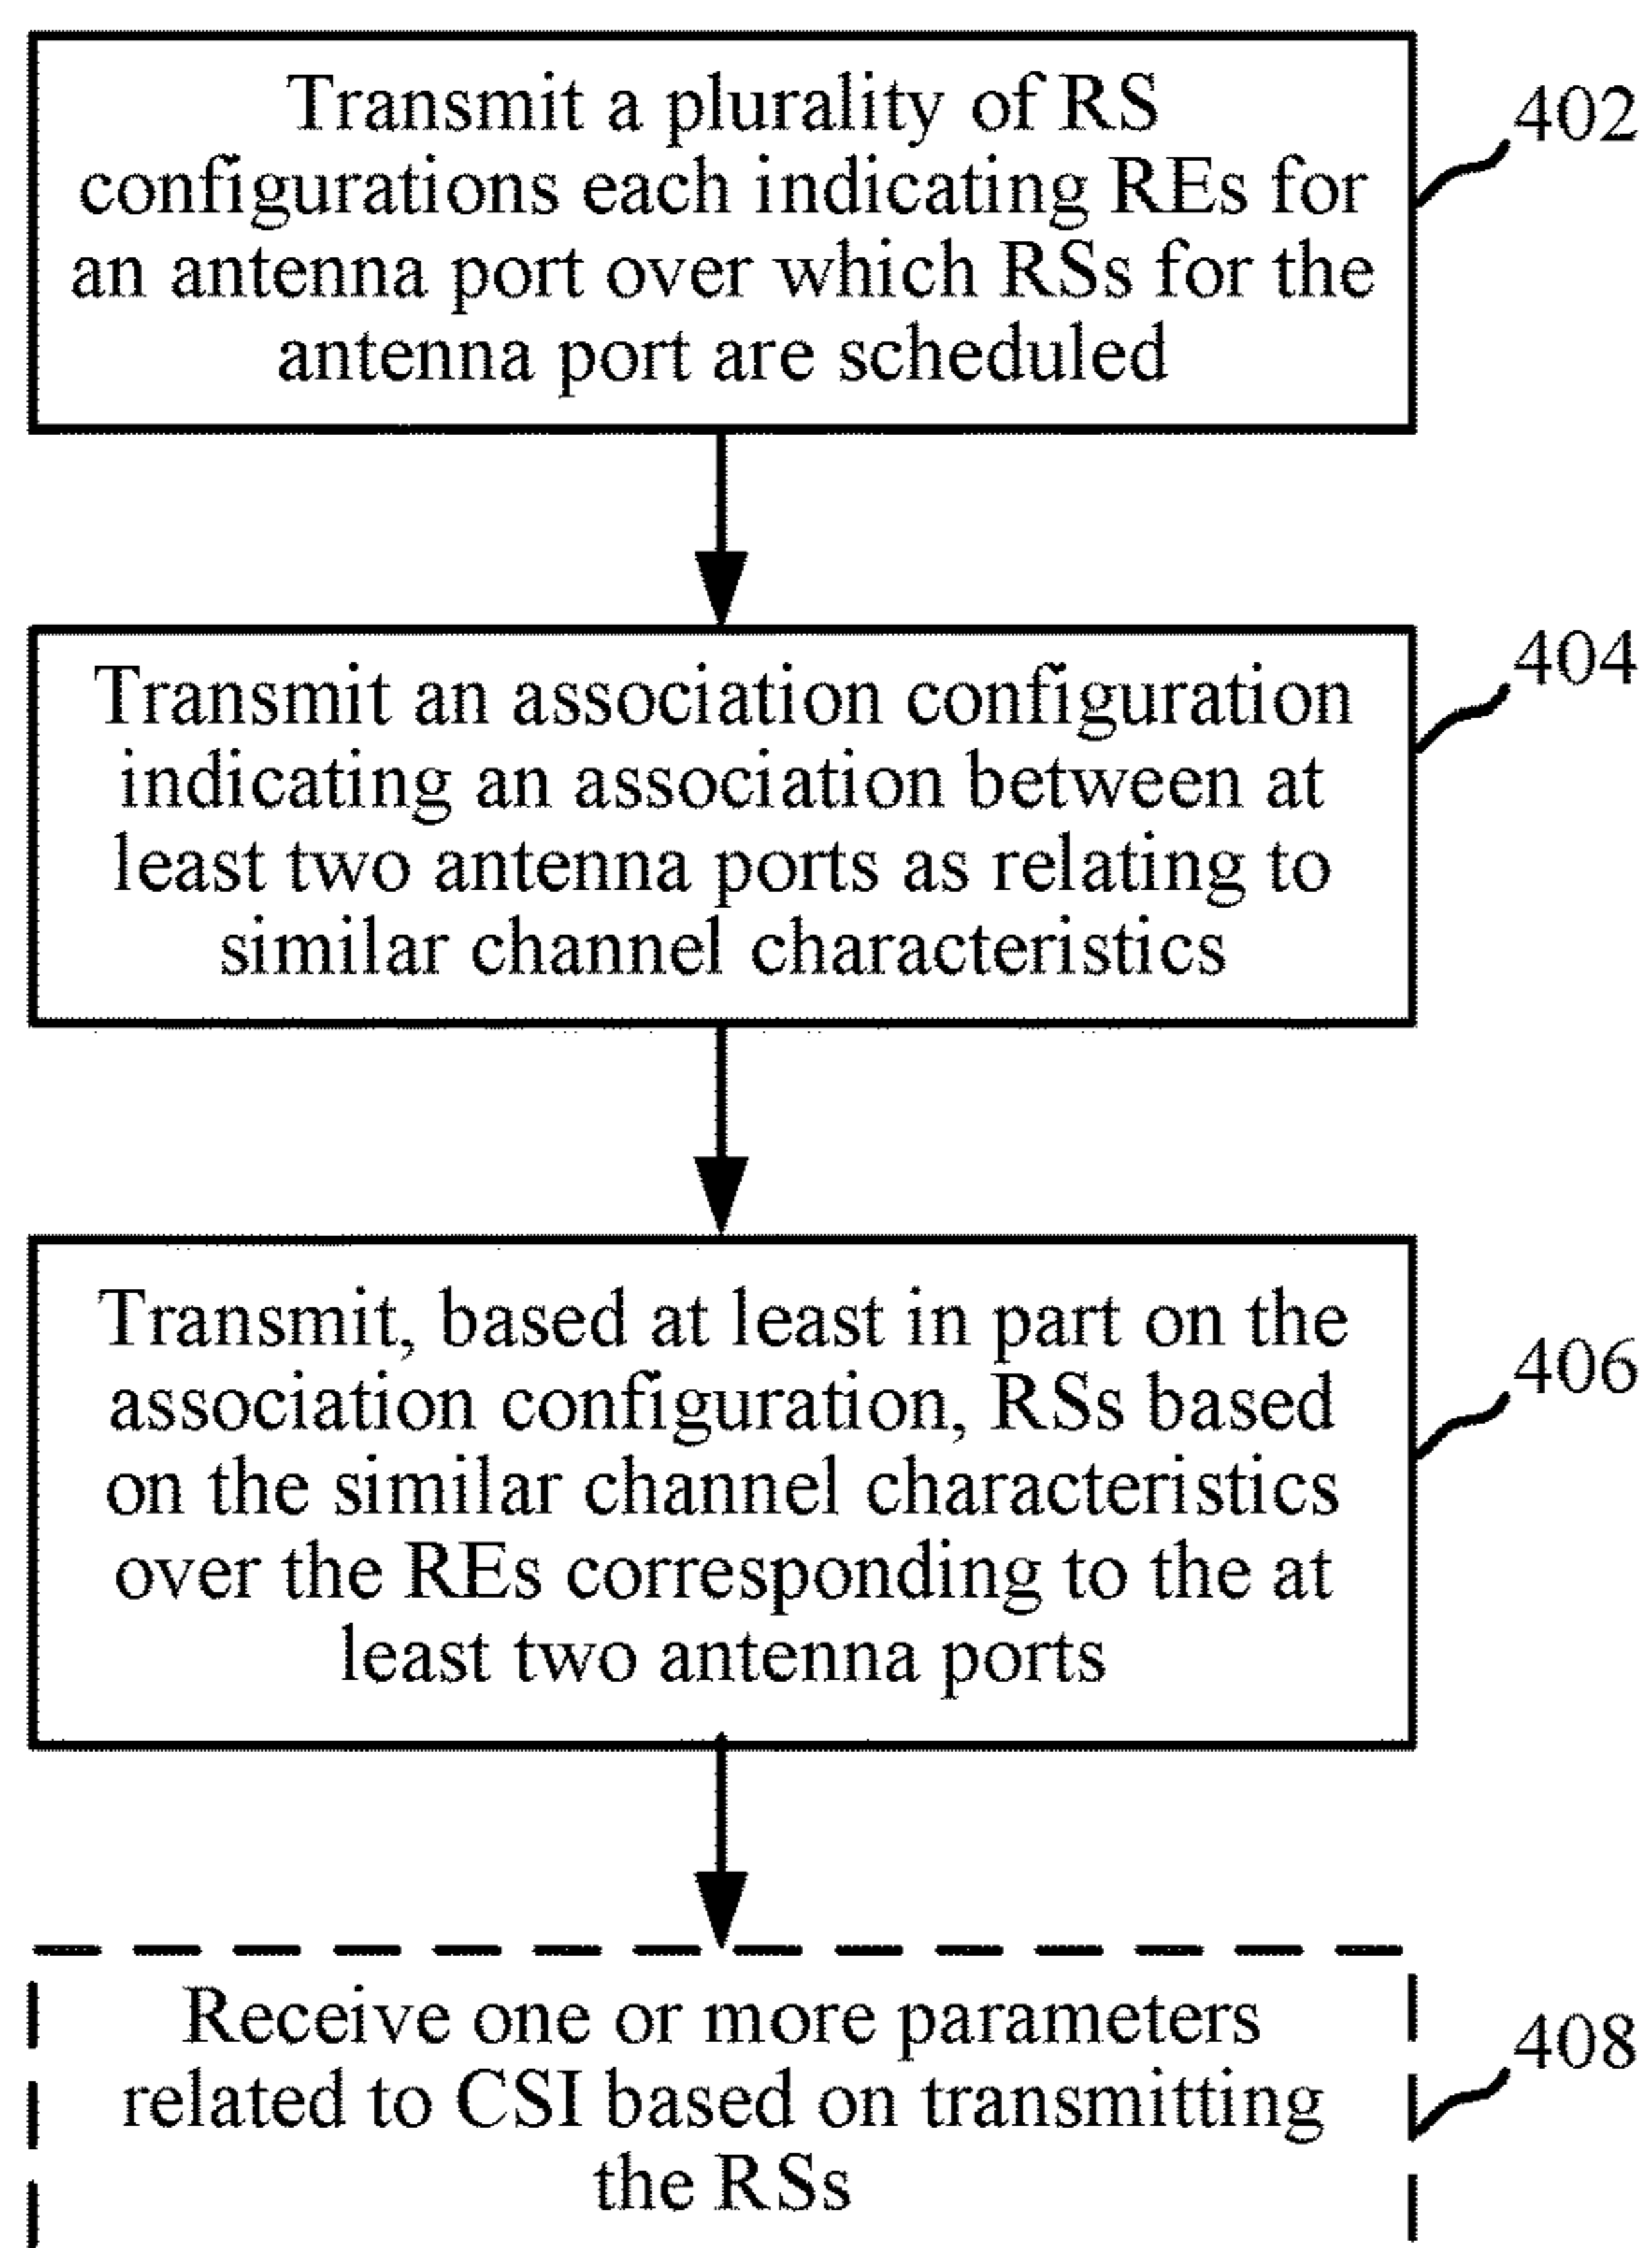 Transmit a plurality of RS
configurations each indicating REs for
an antenna port over which RSs for the
antenna port are scheduled
402
Transmit an association configuration
indicating an association between at
least two antenna ports as relating to
similar channel characteristics
404
Transmit, based at least in part on the
association configuration, RSs based
on the similar channel characteristics
over the REs corresponding to the at
least two antenna ports
406
Receive one or more parameters
related to CSI based on transmitting
the RSs
408